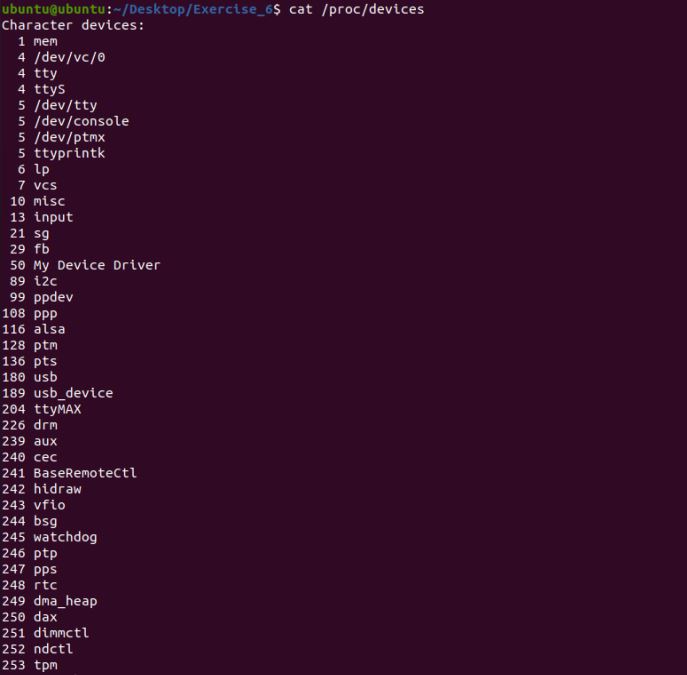 ubuntu@ubuntu:~/Desktop/Exercise_6$ cat /proc/devices
Character devices:
  1 mem
  4 /dev/vc/0
  4 tty
  4 ttyS
  5 /dev/tty
  5 /dev/console
  5 /dev/ptmx
  5 ttyprintk
  6 lp
  7 vcs
 10 misc
 13 input
 21 sg
 29 fb
 50 My Device Driver
 89 i2c
 99 ppdev
108 ppp
116 alsa
128 ptm
136 pts
180 usb
189 usb_device
204 ttyMAX
226 drm
239 aux
240 cec
241 BaseRemoteCtl
242 hidraw
243 vfio
244 bsg
245 watchdog
246 ptp
247 pps
248 rtc
249 dma_heap
250 dax
251 dimmctl
252 ndctl
253 tpm